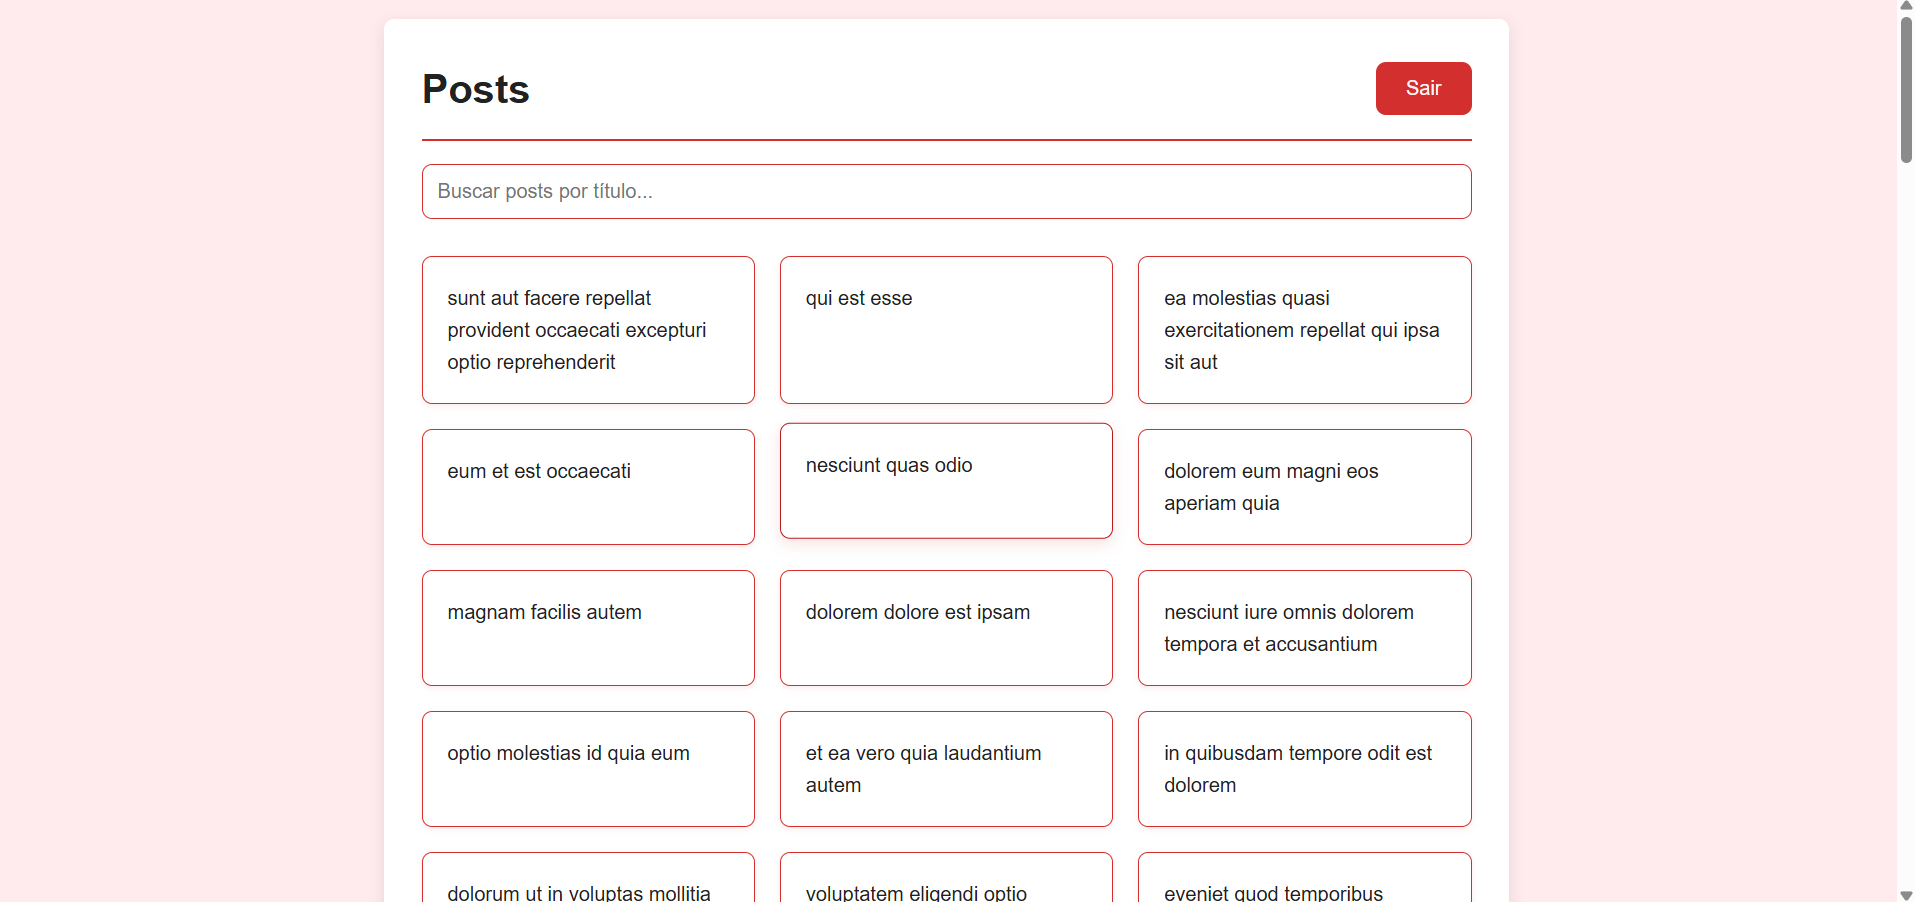 Posts
Sair
Buscar posts por título...
sunt aut facere repellat
provident occaecati excepturi
optio reprehenderit
qui est esse
ea molestias quasi
exercitationem repellat qui ipsa
sit aut
eum et est occaecati
nesciunt quas odio
dolorem eum magni eos
aperiam quia
magnam facilis autem
dolorem dolore est ipsam
nesciunt iure omnis dolorem
tempora et accusantium
optio molestias id quia eum
et ea vero quia laudantium
autem
in quibusdam tempore odit est
dolorem
dolorum ut in voluptas mollitia
voluptatem eligendi optio
eveniet quod temporibus